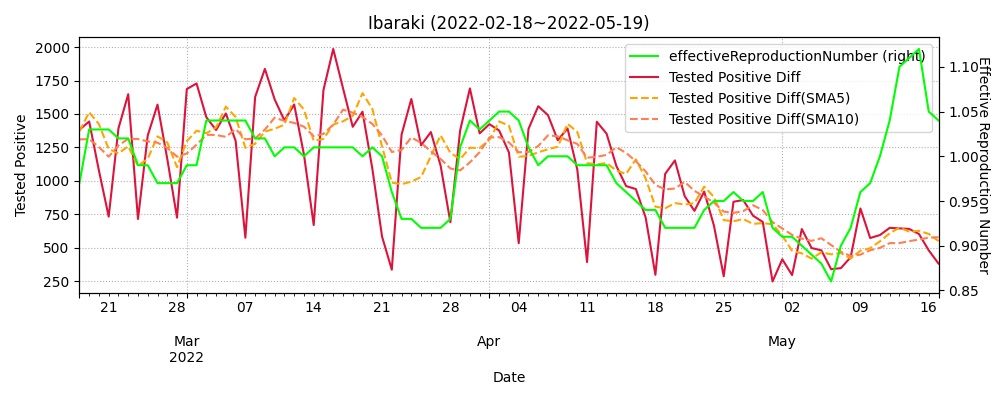 Ibaraki (2022-02-18~2022-05-19)
effectiveReproductionNumber (right)
Tested Positive Diff
Tested Positive Diff(SMA5)
Tested Positive Diff(SMA10)
Tested Positive
2000
1750
1500
1250
1000
750
500
250
Effective Reproduction Number
1.10
1.05
1.00
0.95
0.90
0.85
21 28 07 14 21 28 04 11 18 25 02 09 16
Mar Apr May
2022
Date